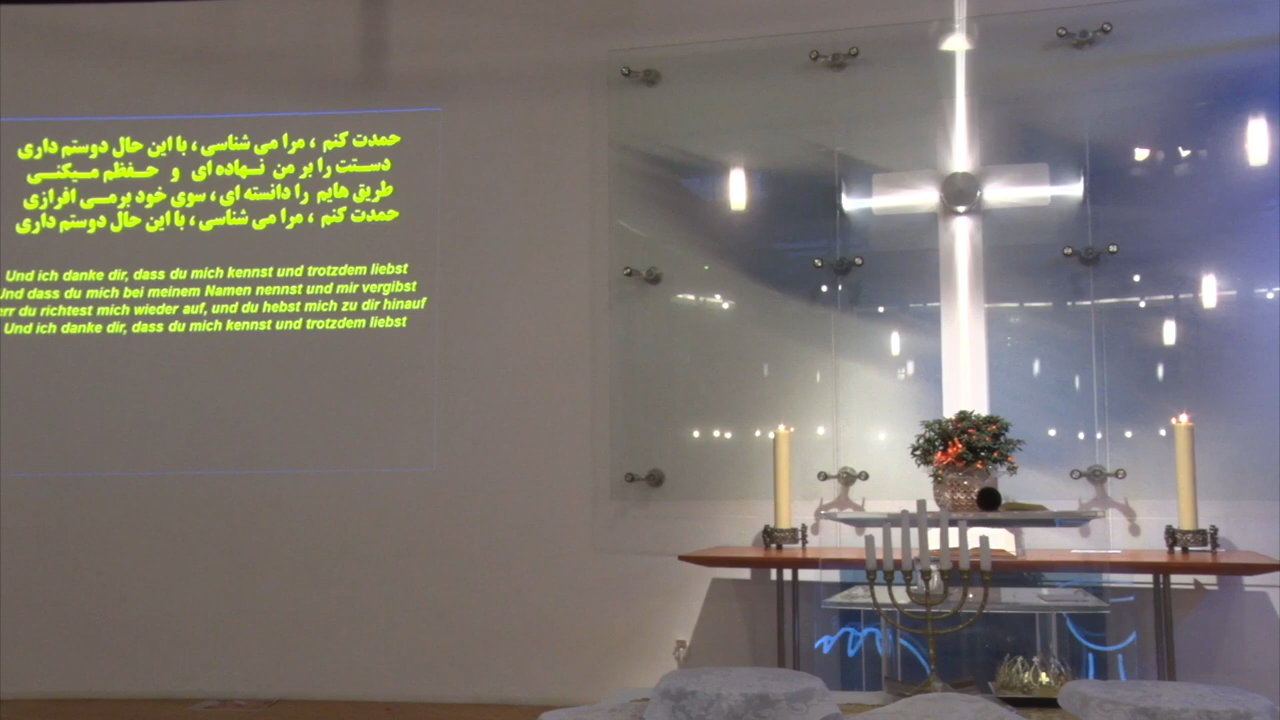 حمدت کنم ، مرا می شناسی ، با این حال دوستم داری
دستت را بر من نهاده ای و حفظم میکنی
طریق هایم را دانسته ای ، سوی خود برمی افرازی
حمدت کنم ، مرا می شناسی ، با این حال دوستم داری
Und ich danke dir, dass du mich kennst und trotzdem liebst
Und dass du mich bei meinem Namen nennst und mir vergibst
err du richtest mich wieder auf, und du hebst mich zu dir hinauf
Und ich danke dir, dass du mich kennst und trotzdem liebst